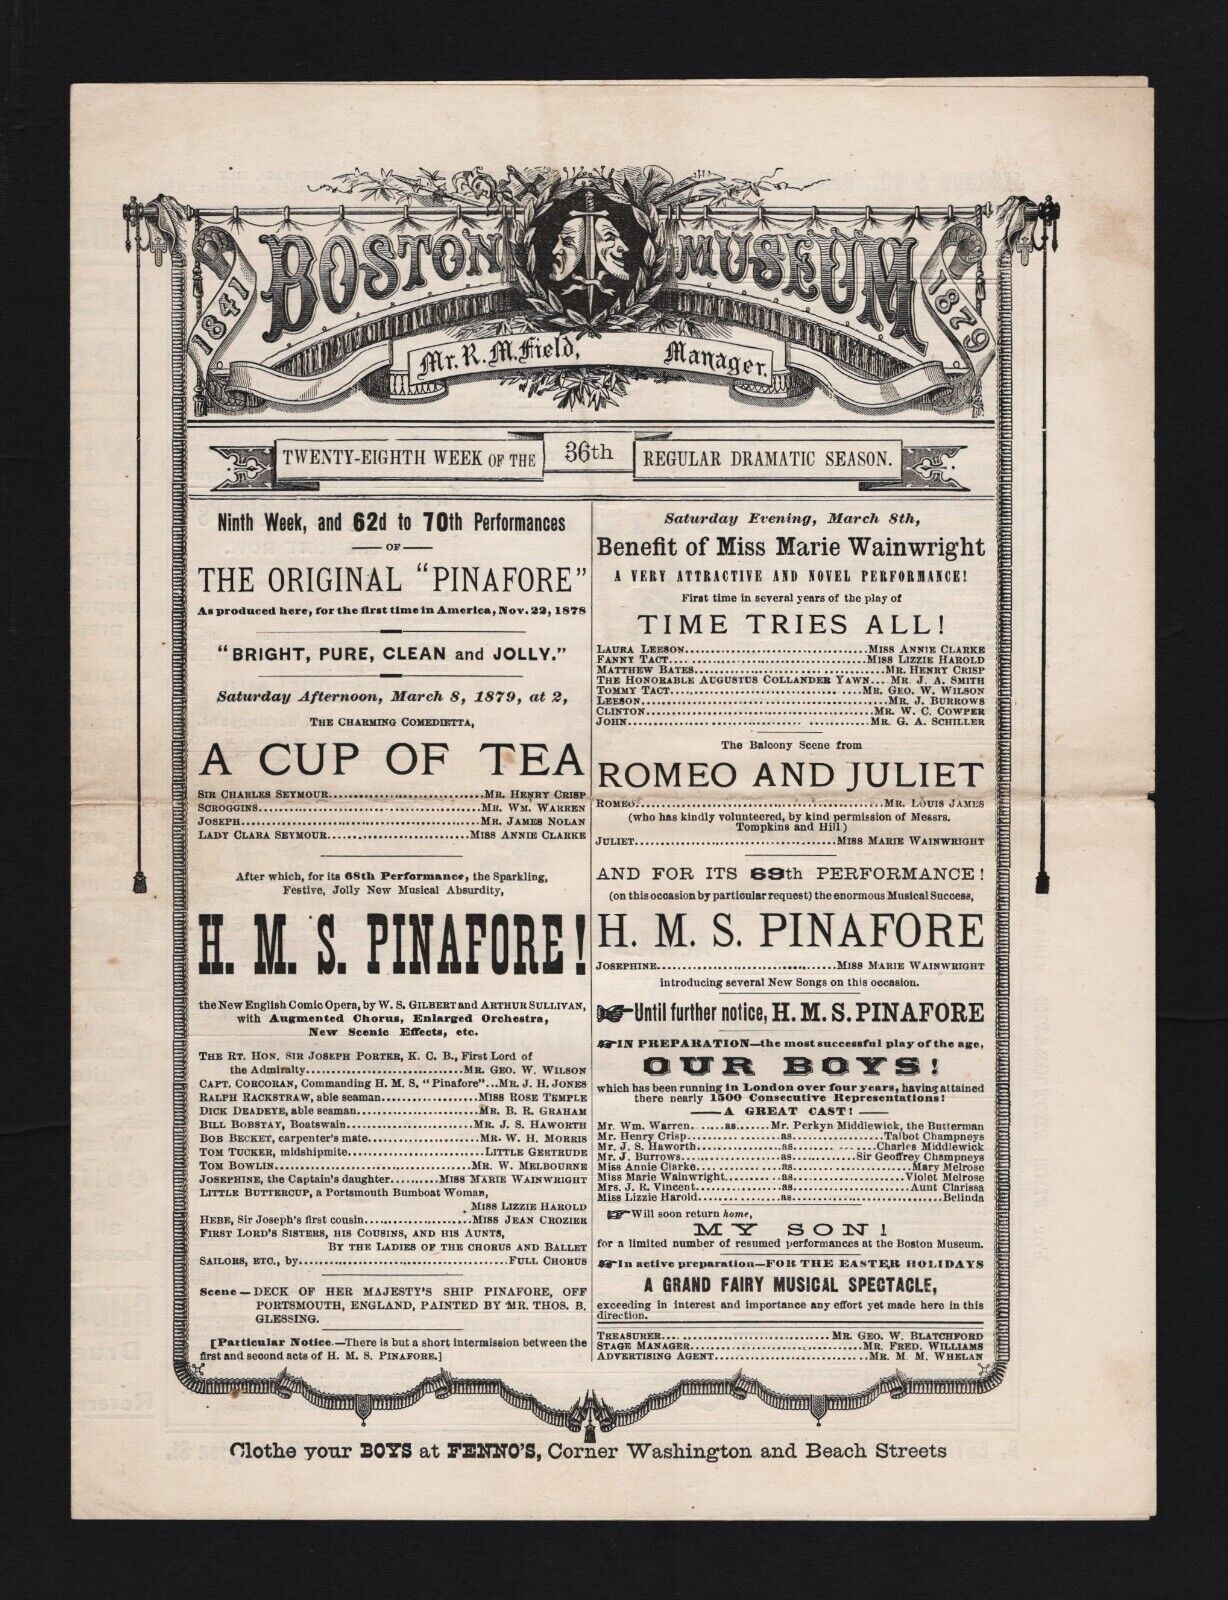 1841 BOSTON MUSEUM 1879
Mr. R. M. Field, Manager.
TWENTY-EIGHTH WEEK OF THE 36th REGULAR DRAMATIC SEASON.
Ninth Week, and 62d to 70th Performances
OF
THE ORIGINAL "PINAFORE"
As produced here, for the first time in America, Nov. 22, 1878
"BRIGHT, PURE, CLEAN and JOLLY."
Saturday Afternoon, March 8, 1879, at 2,
THE CHARMING COMEDIETTA,
A CUP OF TEA
SIR CHARLES SEYMOUR......MR. HENRY CRISP
SCROGGINS......MR. WM. WARREN
JOSEPH......MR. JAMES NOLAN
LADY CLARA SEYMOUR......MISS ANNIE CLARKE
After which, for its 68th Performance, the Sparkling,
Festive, Jolly New Musical Absurdity,
H. M. S. PINAFORE!
the New English Comic Opera, by W. S. GILBERT and ARTHUR SULLIVAN,
with Augmented Chorus, Enlarged Orchestra,
New Scenic Effects, etc.
THE RT. HON. SIR JOSEPH PORTER, K. C. B., First Lord of
the Admiralty......MR. GEO. W. WILSON
CAPT. CORCORAN, Commanding H. M. S. "Pinafore"...MR. J. H. JONES
RALPH RACKSTRAW, able seaman......MISS ROSE TEMPLE
DICK DEADEYE, able seaman......MR. B. R. GRAHAM
BILL BOBSTAY, Boatswain......MR. J. S. HAWORTH
BOB BECKET, carpenter's mate......MR. W. H. MORRIS
TOM TUCKER, midshipmite......LITTLE GERTRUDE
TOM BOWLIN......MR. W. MELBOURNE
JOSEPHINE, the Captain's daughter......MISS MARIE WAINWRIGHT
LITTLE BUTTERCUP, a Portsmouth Bumboat Woman,
MISS LIZZIE HAROLD
HEBE, Sir Joseph's first cousin......MISS JEAN CROZIER
FIRST LORD'S SISTERS, HIS COUSINS, AND HIS AUNTS,
BY THE LADIES OF THE CHORUS AND BALLET
SAILORS, ETC., by......FULL CHORUS
Scene—DECK OF HER MAJESTY'S SHIP PINAFORE, OFF
PORTSMOUTH, ENGLAND, PAINTED BY MR. THOS. B.
GLESSING.
[Particular Notice.—There is but a short intermission between the
first and second acts of H. M. S. PINAFORE.]
Saturday Evening, March 8th,
Benefit of Miss Marie Wainwright
A VERY ATTRACTIVE AND NOVEL PERFORMANCE!
First time in several years of the play of
TIME TRIES ALL!
LAURA LEESON......MISS ANNIE CLARKE
FANNY TACT......MISS LIZZIE HAROLD
MATTHEW BATES......MR. HENRY CRISP
THE HONORABLE AUGUSTUS COLLANDER YAWN....MR. J. A. SMITH
TOMMY TACT......MR. GEO. W. WILSON
LEESON......MR. J. BURROWS
CLINTON......MR. W. C. COWPER
JOHN......MR. G. A. SCHILLER
The Balcony Scene from
ROMEO AND JULIET
ROMEO......MR. LOUIS JAMES
(who has kindly volunteered, by kind permission of Messrs.
Tompkins and Hill)
JULIET......MISS MARIE WAINWRIGHT
AND FOR ITS 69th PERFORMANCE!
(on this occasion by particular request) the enormous Musical Success,
H. M. S. PINAFORE
JOSEPHINE......MISS MARIE WAINWRIGHT
introducing several New Songs on this occasion.
☛Until further notice, H. M. S. PINAFORE
☛IN PREPARATION—the most successful play of the age,
OUR BOYS!
which has been running in London over four years, having attained
there nearly 1500 Consecutive Representations!
—A GREAT CAST!—
Mr. Wm. Warren......as......Mr. Perkyn Middlewick, the Butterman
Mr. Henry Crisp......as......Talbot Champneys
Mr. J. S. Haworth......as......Charles Middlewick
Mr. J. Burrows......as......Sir Geoffrey Champneys
Miss Annie Clarke......as......Mary Melrose
Miss Marie Wainwright......as......Violet Melrose
Mrs. J. R. Vincent......as......Aunt Clarissa
Miss Lizzie Harold......as......Belinda
☞Will soon return home,
MY SON!
for a limited number of resumed performances at the Boston Museum.
☛In active preparation—FOR THE EASTER HOLIDAYS
A GRAND FAIRY MUSICAL SPECTACLE,
exceeding in interest and importance any effort yet made here in this
direction.
TREASURER......MR. GEO. W. BLATCHFORD
STAGE MANAGER......MR. FRED. WILLIAMS
ADVERTISING AGENT......MR. M. M. WHELAN
Clothe your BOYS at FENNO'S, Corner Washington and Beach Streets